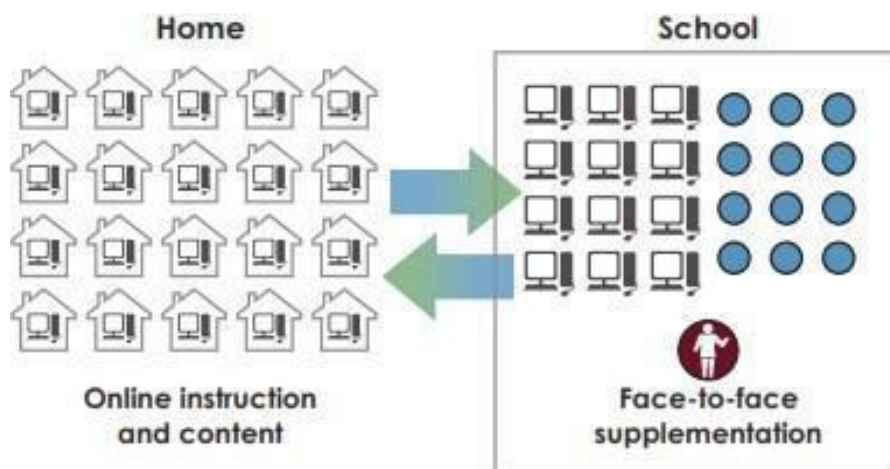 Home
Online instruction
and content
School
Face-to-face
supplementation